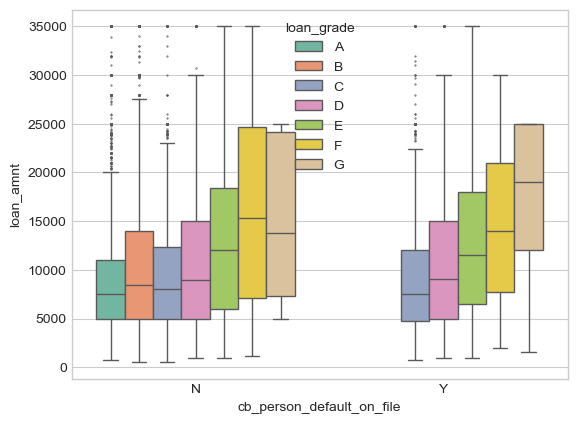 35000
30000
25000
20000
15000
10000
5000
0
loan_amnt
loan_grade
A
B
C
D
E
F
G
N
Y
cb_person_default_on_file